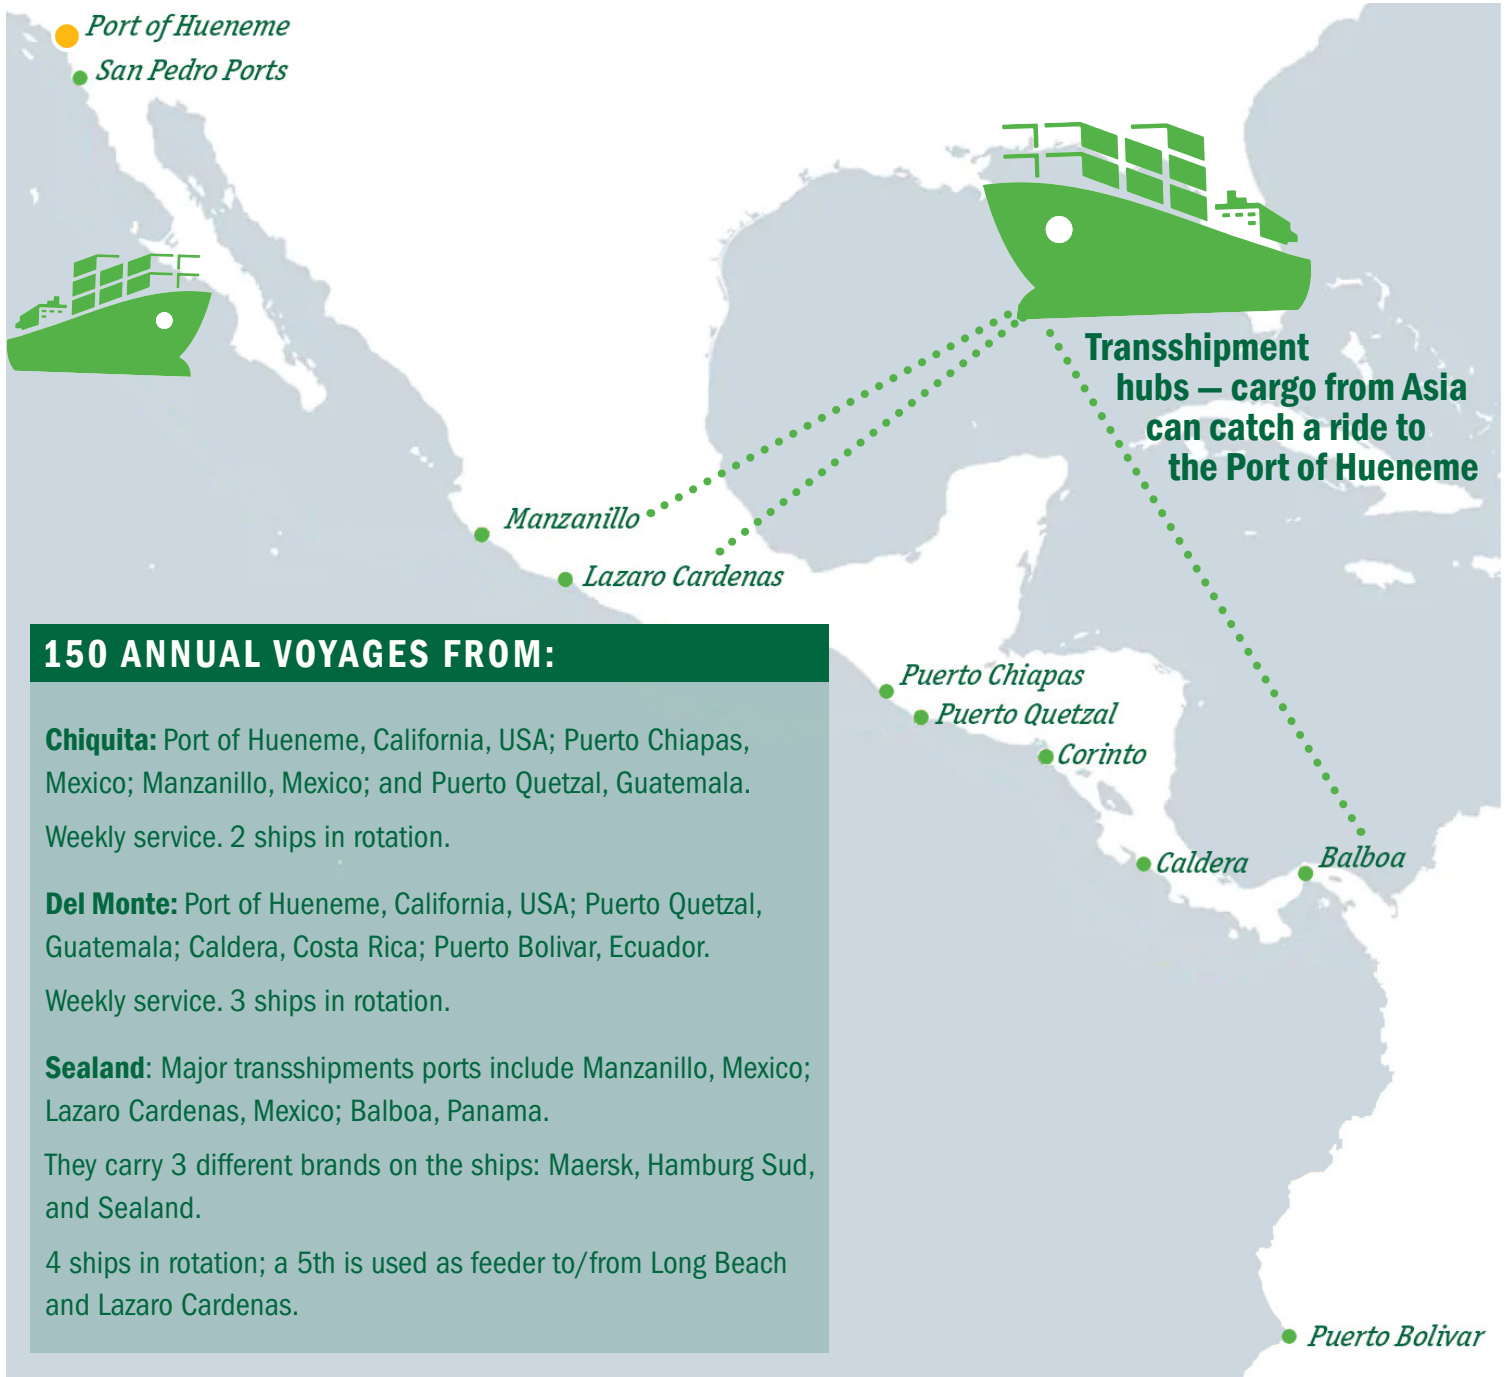 Port of Hueneme
San Pedro Ports
Transshipment
hubs — cargo from Asia
can catch a ride to
the Port of Hueneme
Manzanillo
Lazaro Cardenas
150 ANNUAL VOYAGES FROM:
Chiquita: Port of Hueneme, California, USA; Puerto Chiapas,
Mexico; Manzanillo, Mexico; and Puerto Quetzal, Guatemala.
Weekly service. 2 ships in rotation.
Del Monte: Port of Hueneme, California, USA; Puerto Quetzal,
Guatemala; Caldera, Costa Rica; Puerto Bolivar, Ecuador.
Weekly service. 3 ships in rotation.
Sealand: Major transshipments ports include Manzanillo, Mexico;
Lazaro Cardenas, Mexico; Balboa, Panama.
They carry 3 different brands on the ships: Maersk, Hamburg Sud,
and Sealand.
4 ships in rotation; a 5th is used as feeder to/from Long Beach
and Lazaro Cardenas.
Puerto Chiapas
Puerto Quetzal
Corinto
Caldera
Balboa
Puerto Bolivar